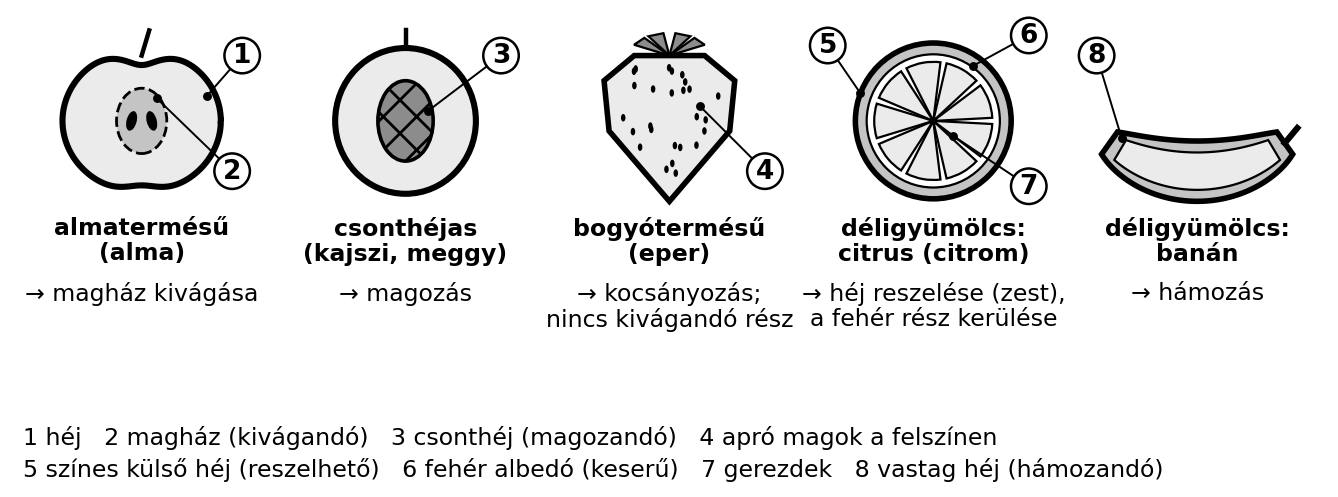 1
2
3
4
5
6
7
8
almatermésű
(alma)
→ magház kivágása
csonthéjas
(kajszi, meggy)
→ magozás
bogyótermésű
(eper)
→ kocsányozás;
nincs kivágandó rész
déligyümölcs:
citrus (citrom)
→ héj reszelése (zest),
a fehér rész kerülése
déligyümölcs:
banán
→ hámozás
1 héj 2 magház (kivágandó) 3 csonthéj (magozandó) 4 apró magok a felszínen
5 színes külső héj (reszelhető) 6 fehér albedó (keserű) 7 gerezdek 8 vastag héj (hámozandó)